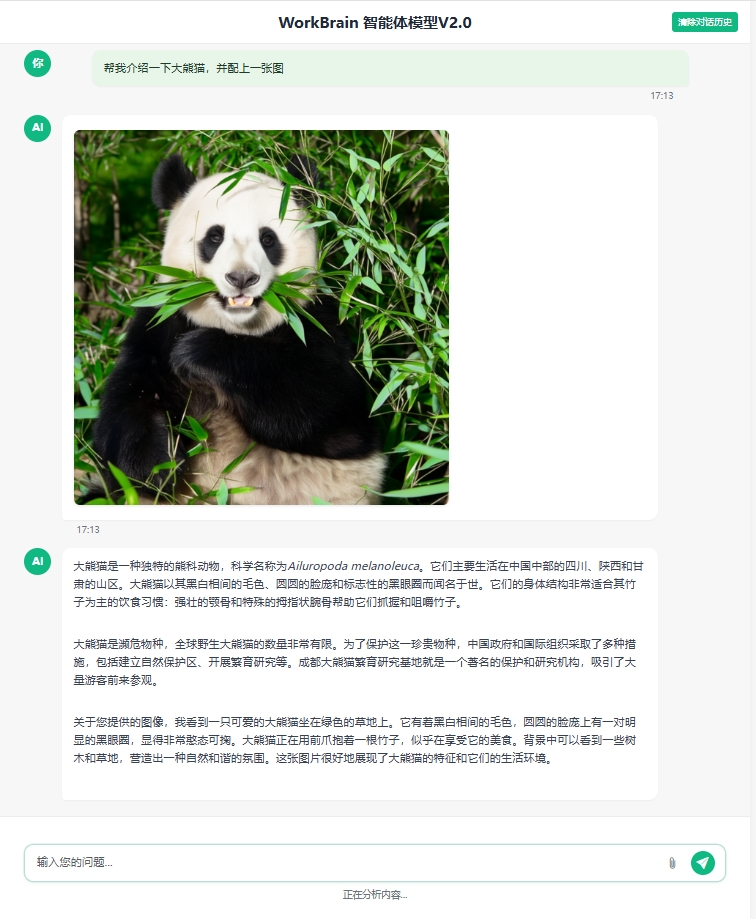 WorkBrain 智能体模型V2.0
清除对话历史
你
帮我介绍一下大熊猫，并配上一张图
17:13
AI
17:13
AI
大熊猫是一种独特的熊科动物，科学名称为Ailuropoda melanoleuca。它们主要生活在中国中部的四川、陕西和甘
肃的山区。大熊猫以其黑白相间的毛色、圆圆的脸庞和标志性的黑眼圈而闻名于世。它们的身体结构非常适合其竹
子为主的饮食习惯：强壮的颚骨和特殊的拇指状腕骨帮助它们抓握和咀嚼竹子。
大熊猫是濒危物种，全球野生大熊猫的数量非常有限。为了保护这一珍贵物种，中国政府和国际组织采取了多种措
施，包括建立自然保护区、开展繁育研究等。成都大熊猫繁育研究基地就是一个著名的保护和研究机构，吸引了大
量游客前来参观。
关于您提供的图像，我看到一只可爱的大熊猫坐在绿色的草地上。它有着黑白相间的毛色，圆圆的脸庞上有一对明
显的黑眼圈，显得非常憨态可掬。大熊猫正在用前爪抱着一根竹子，似乎在享受它的美食。背景中可以看到一些树
木和草地，营造出一种自然和谐的氛围。这张图片很好地展现了大熊猫的特征和它们的生活环境。
输入您的问题...
正在分析内容...